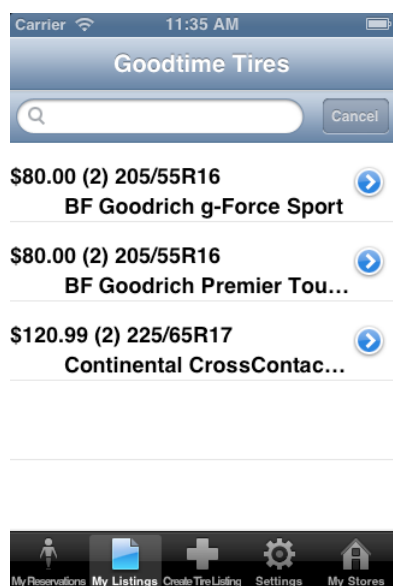 Carrier 11:35 AM
Goodtime Tires
Cancel
$80.00 (2) 205/55R16
BF Goodrich g-Force Sport
$80.00 (2) 205/55R16
BF Goodrich Premier Tou...
$120.99 (2) 225/65R17
Continental CrossContac...
My Reservations My Listings Create Tire Listing Settings My Stores